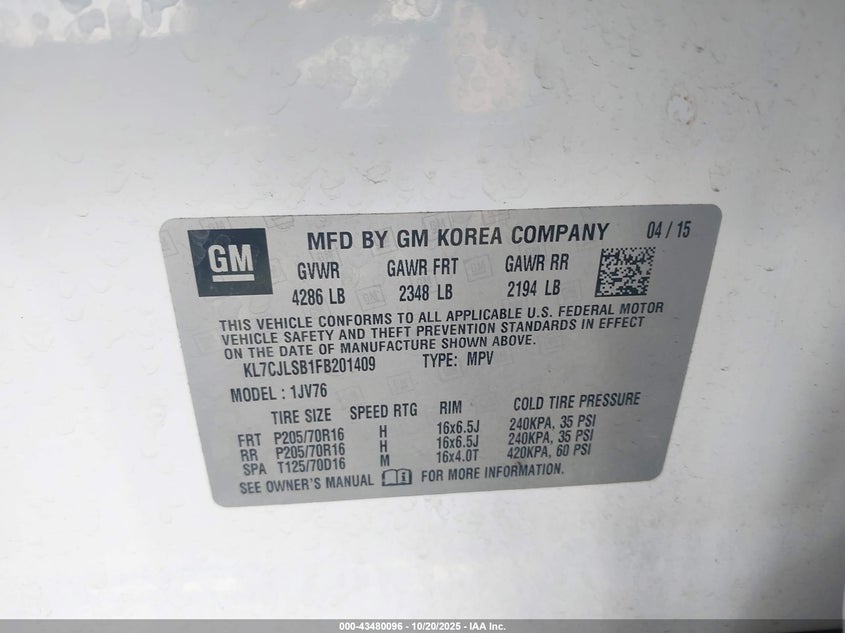 GM
MFD BY GM KOREA COMPANY 04 / 15
GVWR GAWR FRT GAWR RR
4286 LB 2348 LB 2194 LB
THIS VEHICLE CONFORMS TO ALL APPLICABLE U.S. FEDERAL MOTOR
VEHICLE SAFETY AND THEFT PREVENTION STANDARDS IN EFFECT
ON THE DATE OF MANUFACTURE SHOWN ABOVE.
KL7CJLSB1FB201409 TYPE: MPV
MODEL : 1JV76
TIRE SIZE SPEED RTG RIM COLD TIRE PRESSURE
FRT P205/70R16 H 16x6.5J 240KPA, 35 PSI
RR P205/70R16 H 16x6.5J 240KPA, 35 PSI
SPA T125/70D16 M 16x4.0T 420KPA, 60 PSI
SEE OWNER'S MANUAL FOR MORE INFORMATION.
000-43480096 - 10/20/2025 - IAA Inc.